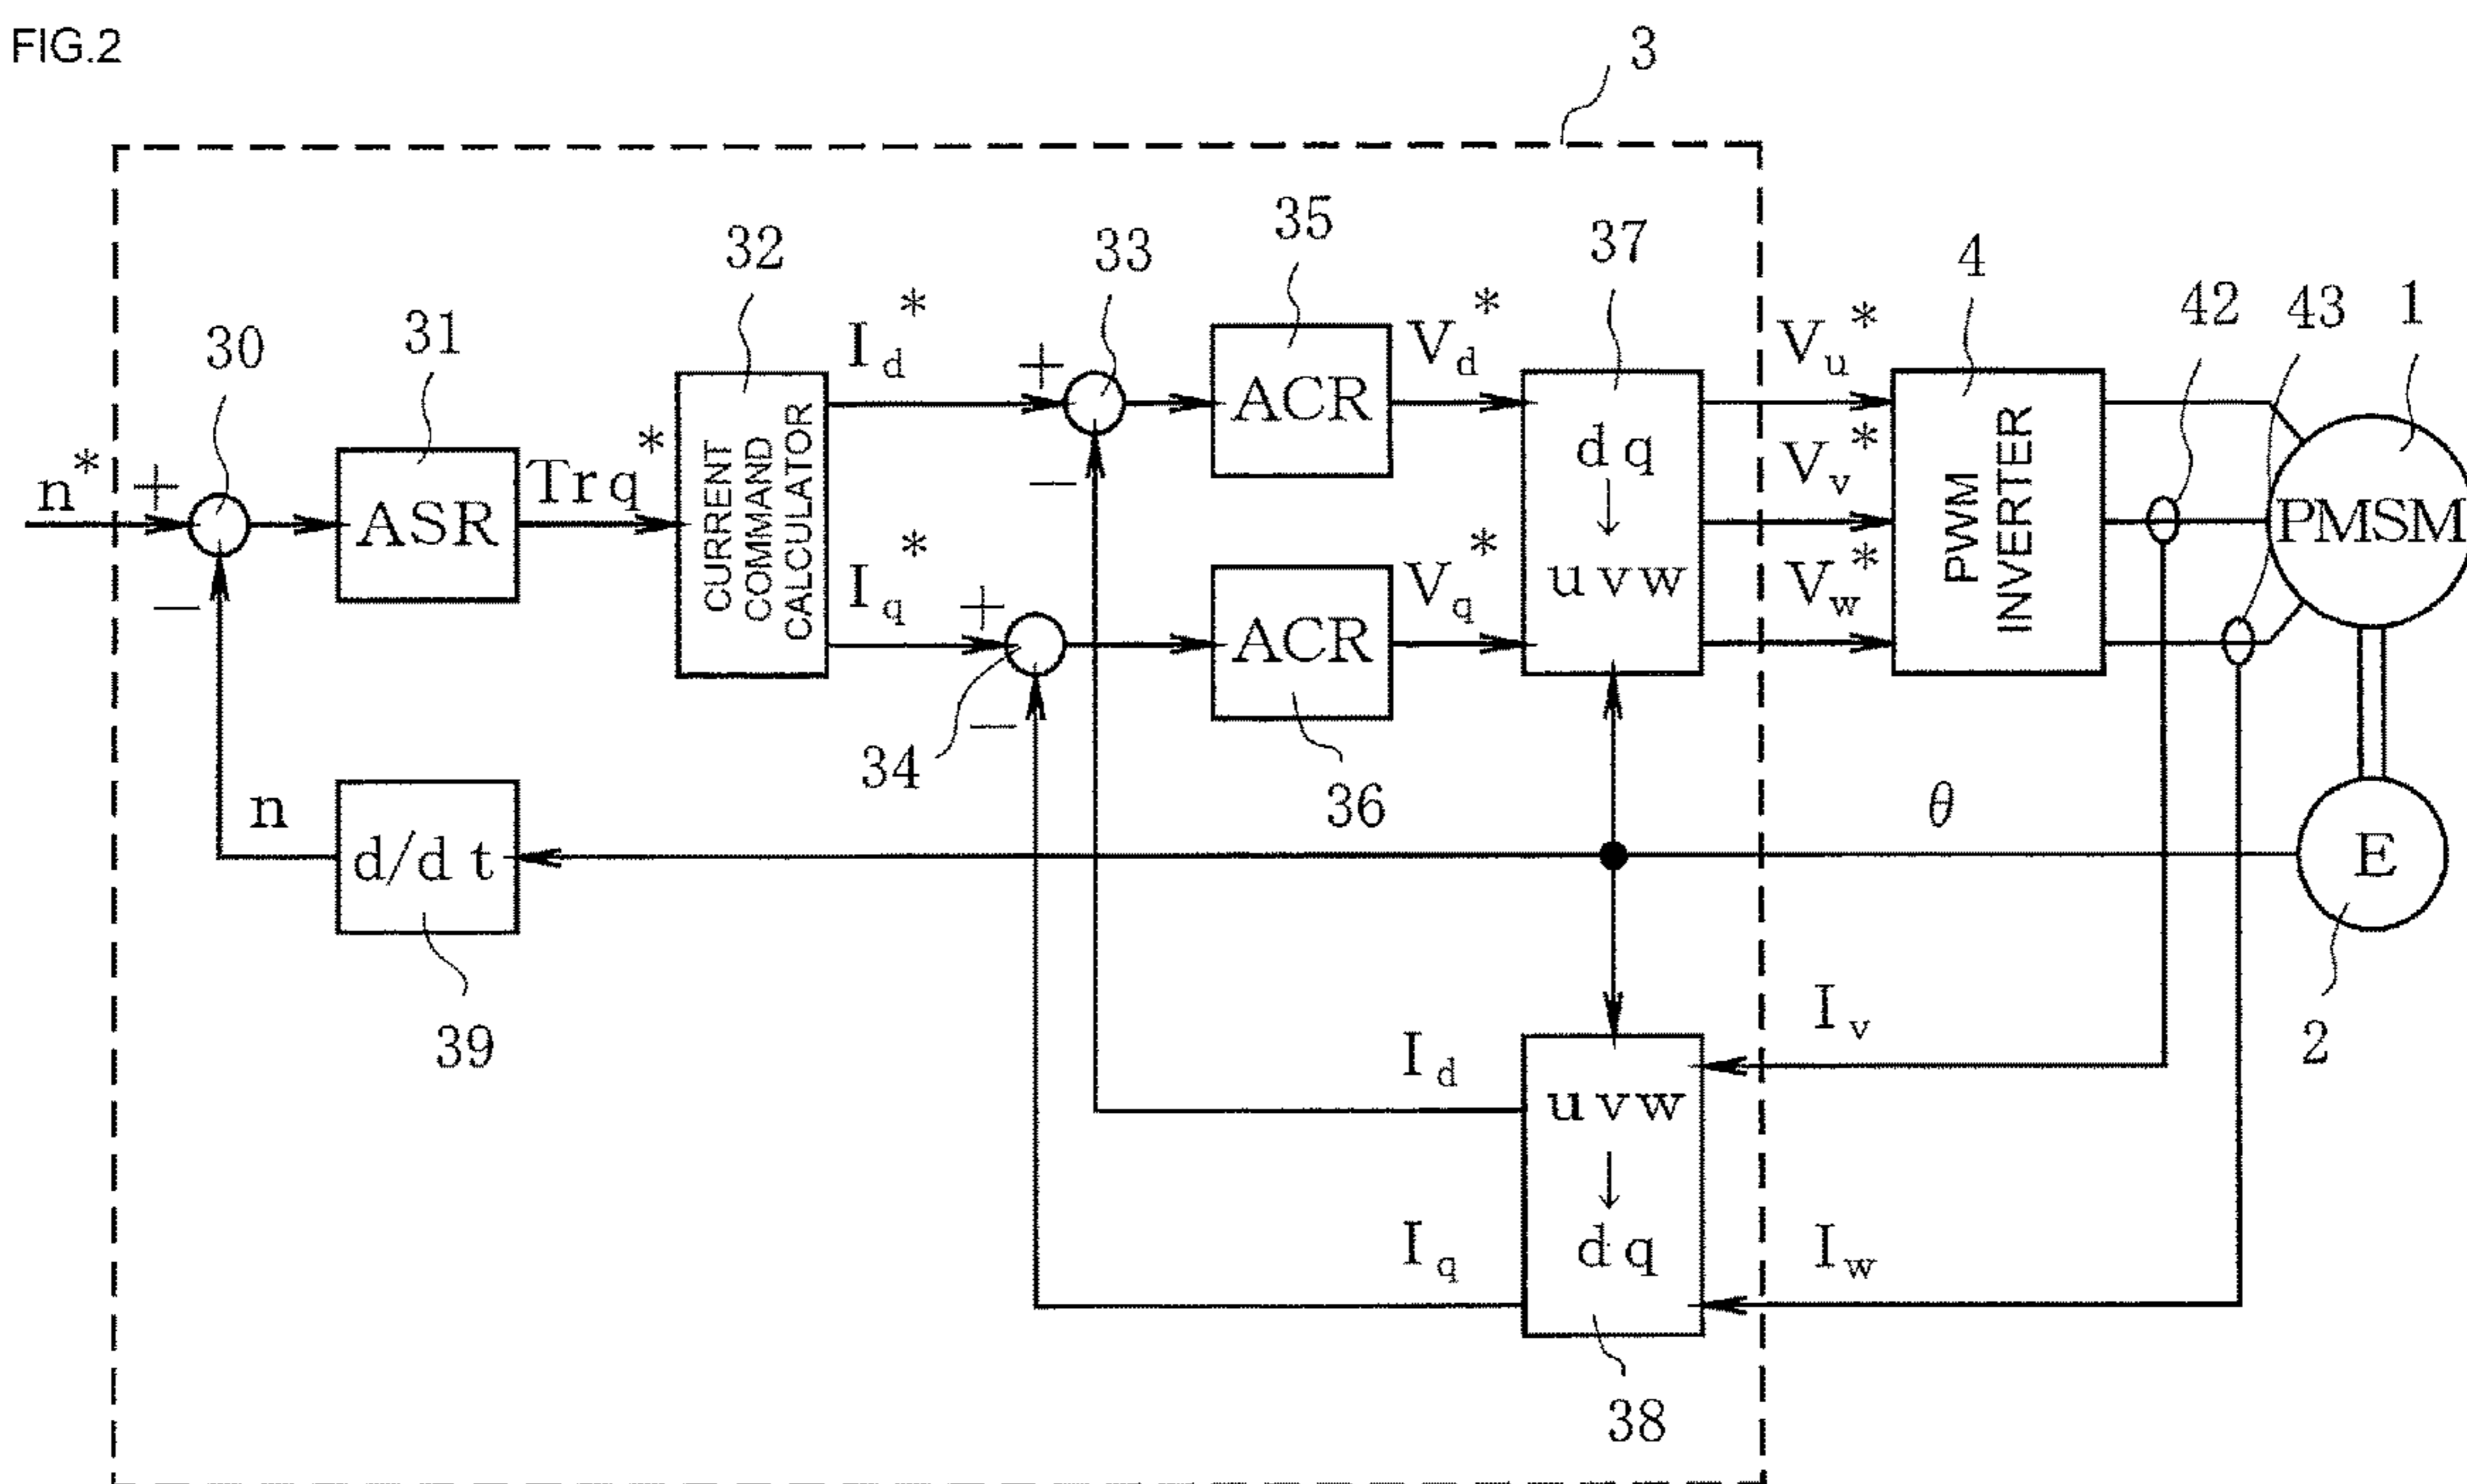 FIG.2
3
35
33
37
32
4
42
43
1
31
30
I_d*
V_d*
V_u*
ACR
CURRENT
COMMAND
CALCULATOR
dq
↓
uvw
V_v*
PWM
INVERTER
n*
+
−
ASR
Trq*
PMSM
I_q*
+
−
+
−
ACR
V_q*
V_w*
34
36
θ
n
d/dt
E
39
2
I_v
I_d
uvw
↓
dq
I_q
I_w
38